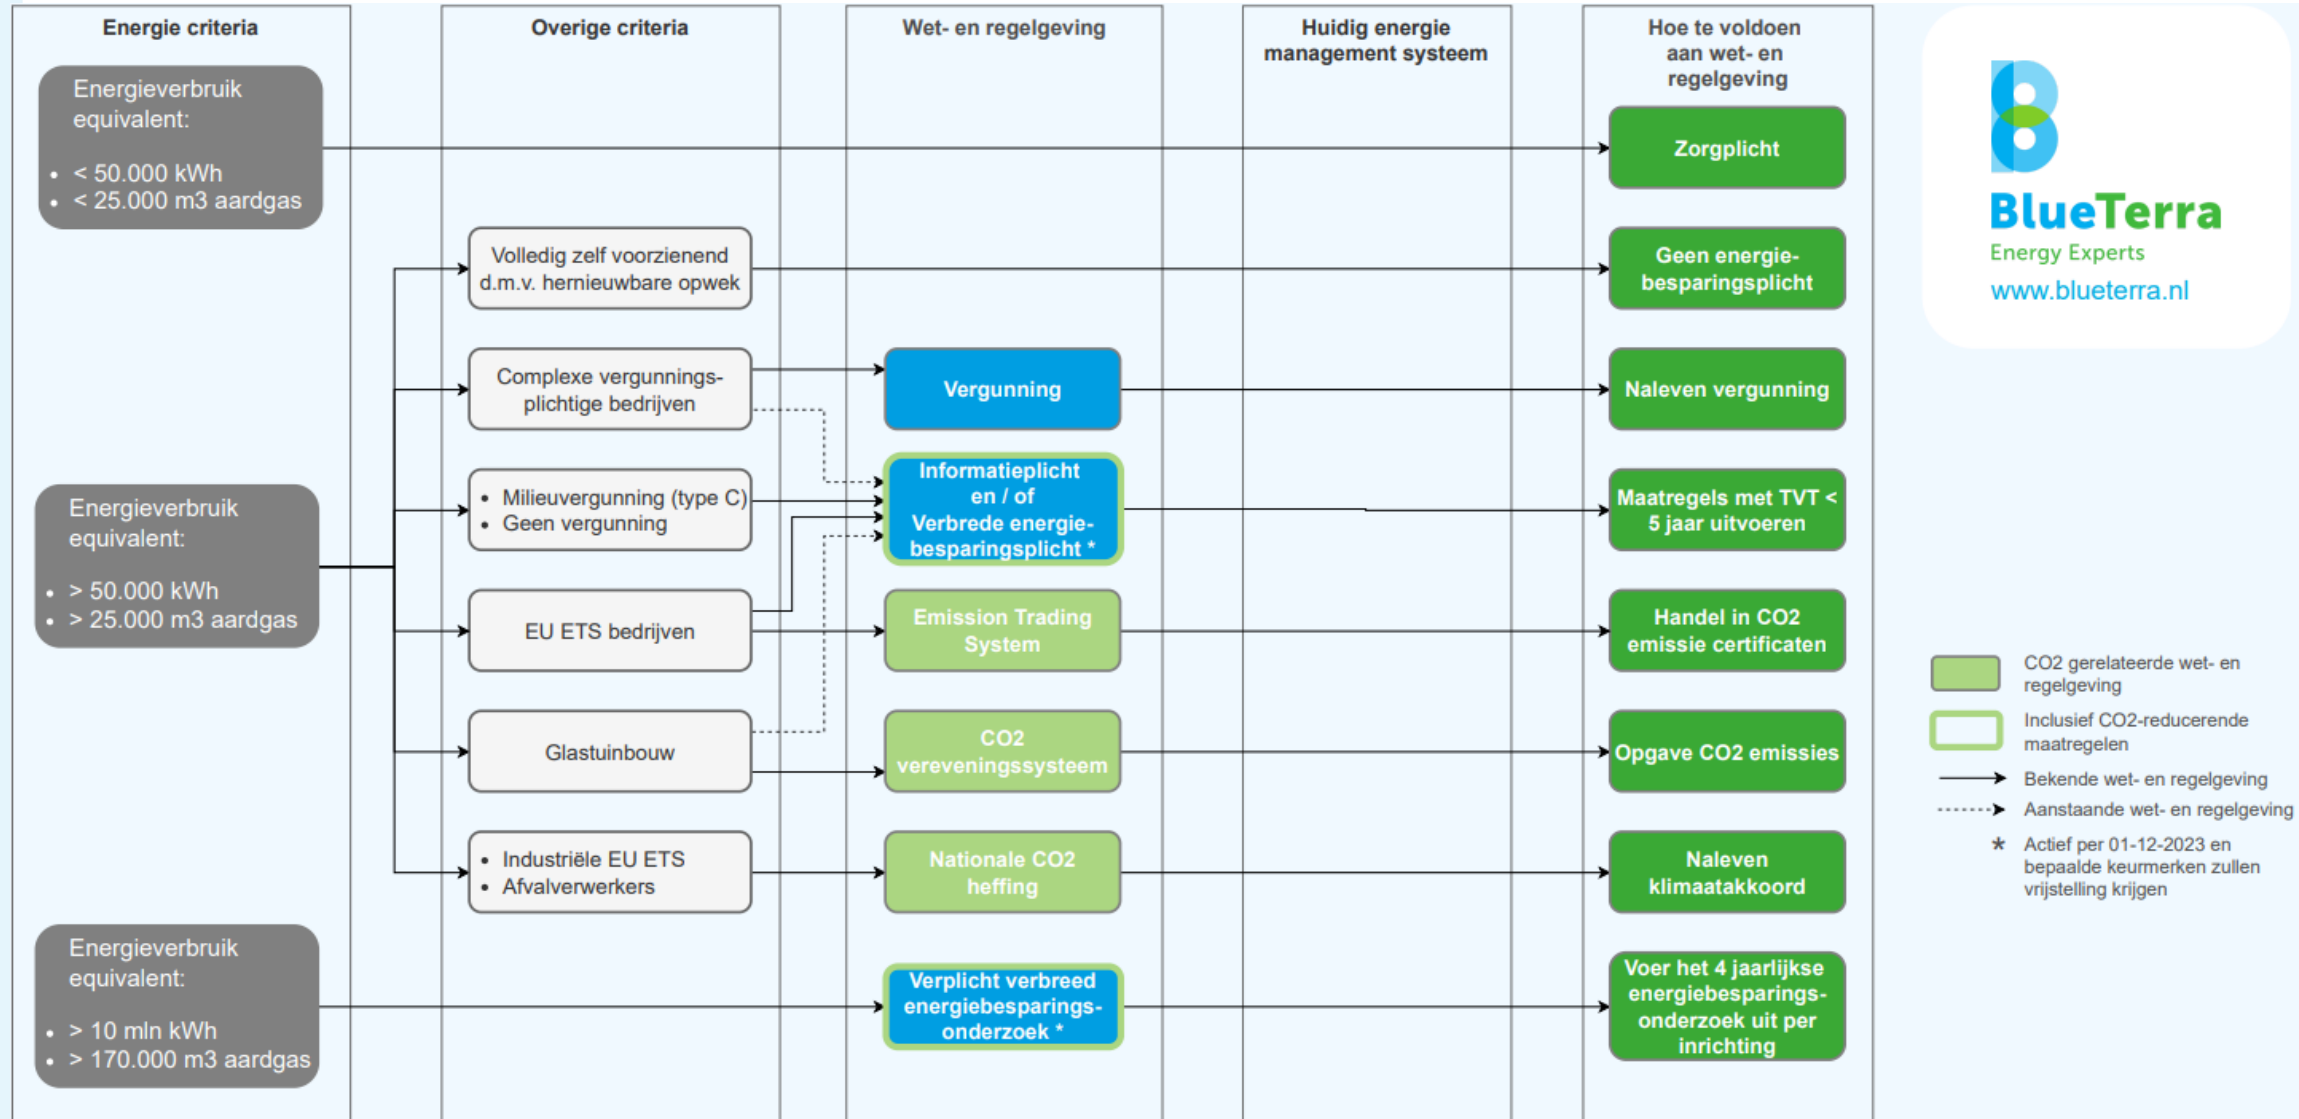 Energie criteria
Overige criteria
Wet- en regelgeving
Huidig energie
management systeem
Hoe te voldoen
aan wet- en
regelgeving
Energieverbruik
equivalent:
• < 50.000 kWh
• < 25.000 m3 aardgas
Zorgplicht
Volledig zelf voorzienend
d.m.v. hernieuwbare opwek
Geen energie-
besparingsplicht
Complexe vergunnings-
plichtige bedrijven
Vergunning
Naleven vergunning
Energieverbruik
equivalent:
• > 50.000 kWh
• > 25.000 m3 aardgas
• Milieuvergunning (type C)
• Geen vergunning
Informatieplicht
en / of
Verbrede energie-
besparingsplicht *
Maatregels met TVT <
5 jaar uitvoeren
EU ETS bedrijven
Emission Trading
System
Handel in CO2
emissie certificaten
Glastuinbouw
CO2
vereveningssysteem
Opgave CO2 emissies
• Industriële EU ETS
• Afvalverwerkers
Nationale CO2
heffing
Naleven
klimaatakkoord
Energieverbruik
equivalent:
• > 10 mln kWh
• > 170.000 m3 aardgas
Verplicht verbreed
energiebesparings-
onderzoek *
Voer het 4 jaarlijkse
energiebesparings-
onderzoek uit per
inrichting
BlueTerra
Energy Experts
www.blueterra.nl
CO2 gerelateerde wet- en
regelgeving
Inclusief CO2-reducerende
maatregelen
Bekende wet- en regelgeving
Aanstaande wet- en regelgeving
* Actief per 01-12-2023 en
bepaalde keurmerken zullen
vrijstelling krijgen